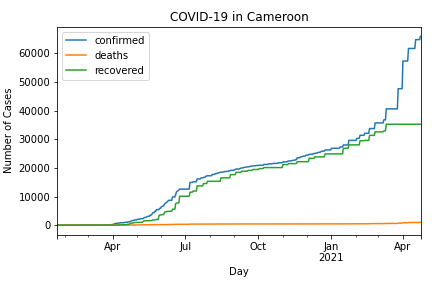 COVID-19 in Cameroon
confirmed
deaths
recovered
Number of Cases
60000
50000
40000
30000
20000
10000
0
Apr
Jul
Oct
Jan
2021
Apr
Day